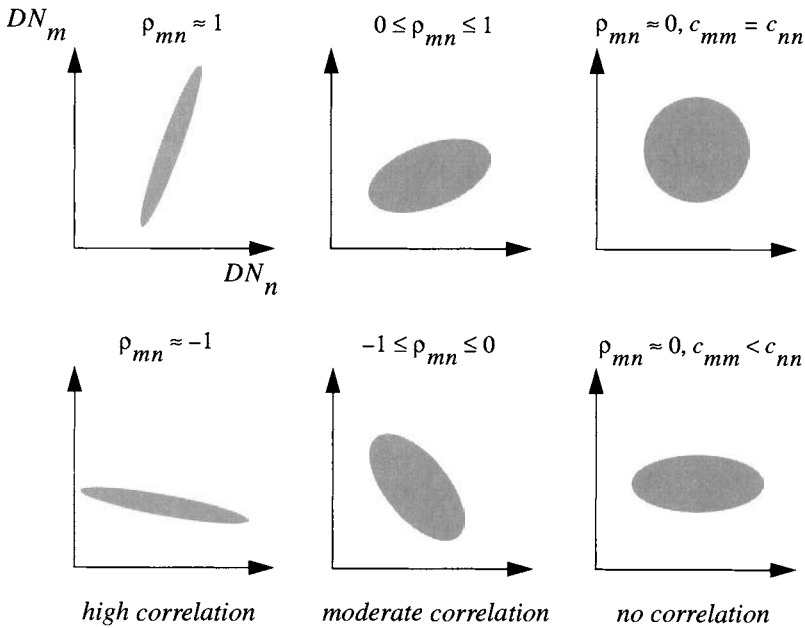 DN_m
ρ_mn ≈ 1
0 ≤ ρ_mn ≤ 1
ρ_mn ≈ 0, c_mm = c_nn
DN_n
ρ_mn ≈ −1
−1 ≤ ρ_mn ≤ 0
ρ_mn ≈ 0, c_mm < c_nn
high correlation
moderate correlation
no correlation